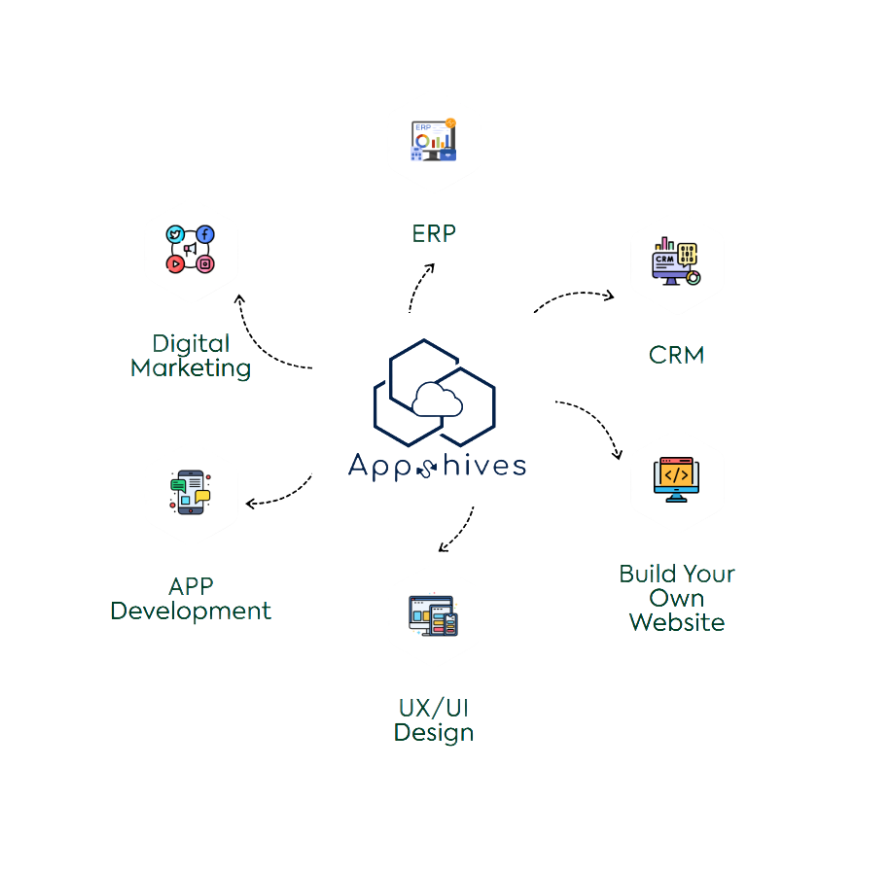 ERP
ERP
CRM
CRM
Digital
Marketing
Apphives
</>
Build Your
Own
Website
APP
Development
UX/UI
Design